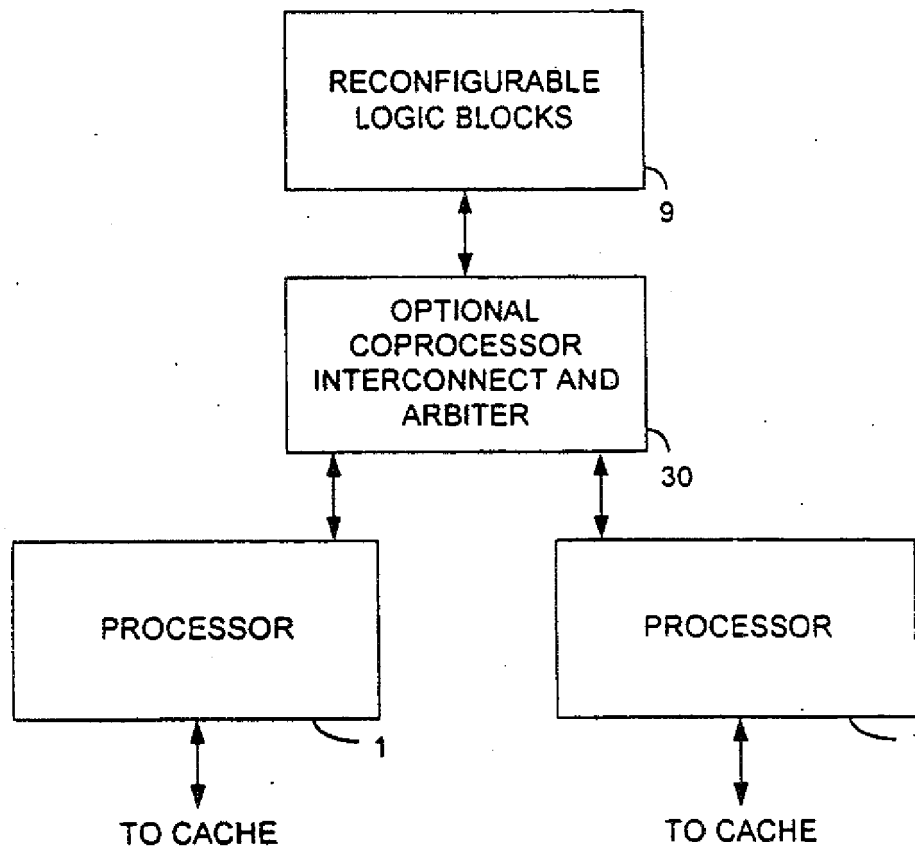 RECONFIGURABLE
LOGIC BLOCKS
9
OPTIONAL
COPROCESSOR
INTERCONNECT AND
ARBITER
30
PROCESSOR
PROCESSOR
1
TO CACHE
TO CACHE